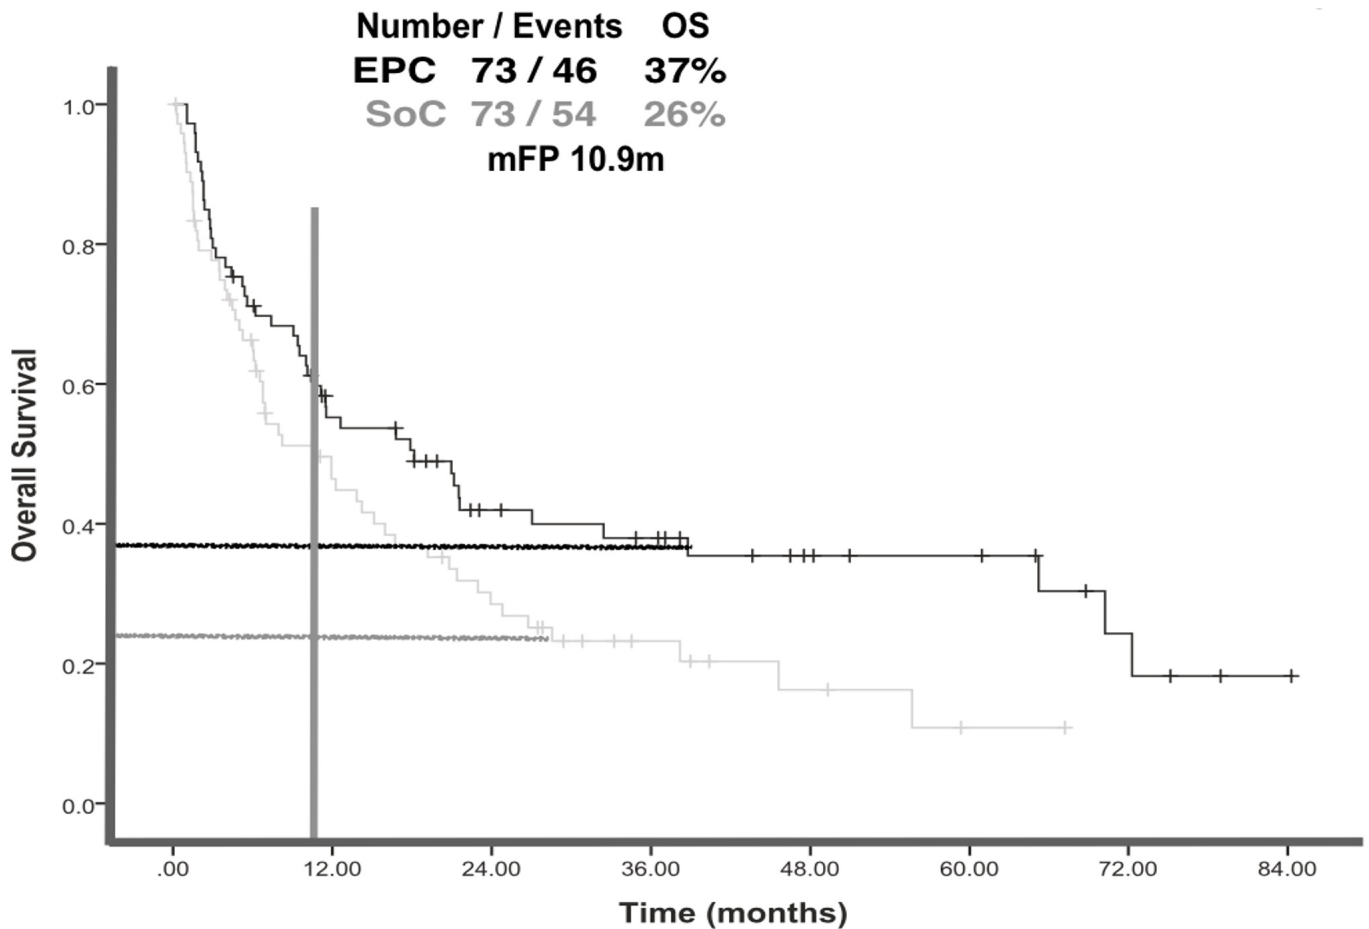 Number / Events OS
EPC 73 / 46 37%
SoC 73 / 54 26%
mFP 10.9m
Overall Survival
1.0
0.8
0.6
0.4
0.2
0.0
.00 12.00 24.00 36.00 48.00 60.00 72.00 84.00
Time (months)